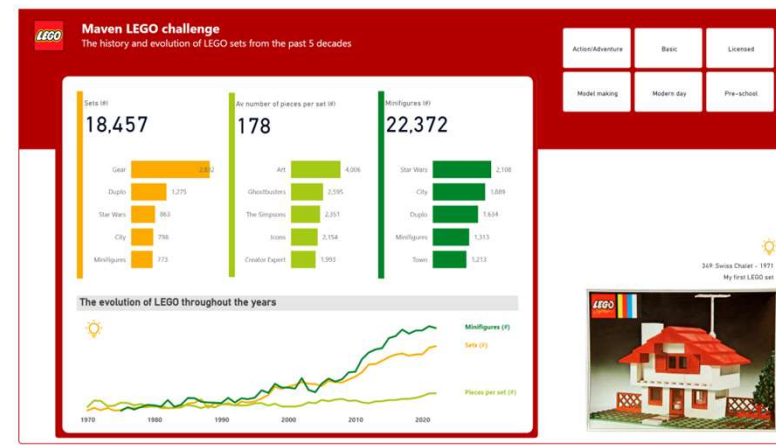 LEGO
Maven LEGO challenge
The history and evolution of LEGO sets from the past 5 decades
Action/Adventure
Basic
Licensed
Model making
Modern day
Pre-school
Sets (#)
18,457
Gear
Duplo 1,275
Star Wars 863
City 798
Minifigures 773
Av number of pieces per set (#)
178
Art 4,006
Ghostbusters 2,595
The Simpsons 2,351
Icons 2,154
Creator Expert 1,993
Minifigures (#)
22,372
Star Wars 2,108
City 1,889
Duplo 1,634
Minifigures 1,313
Town 1,213
The evolution of LEGO throughout the years
Minifigures (#)
Sets (#)
Pieces per set (#)
1970 1980 1990 2000 2010 2020
369 Swiss Chalet - 1971
My first LEGO set
LEGO